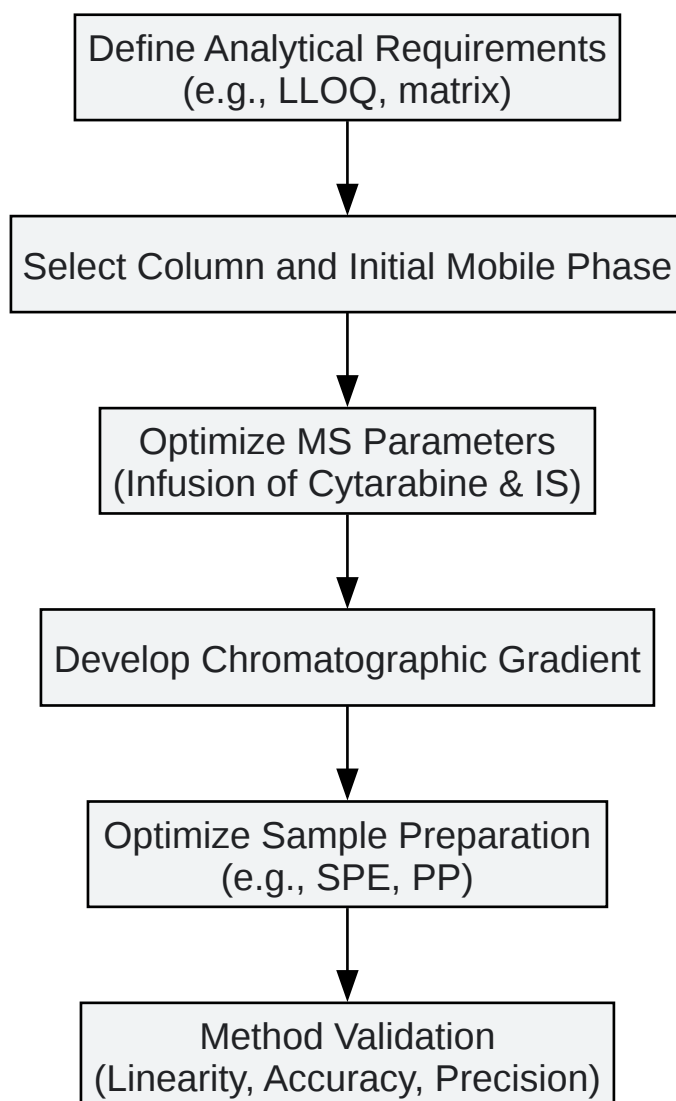 Define Analytical Requirements
(e.g., LLOQ, matrix)
Select Column and Initial Mobile Phase
Optimize MS Parameters
(Infusion of Cytarabine & IS)
Develop Chromatographic Gradient
Optimize Sample Preparation
(e.g., SPE, PP)
Method Validation
(Linearity, Accuracy, Precision)